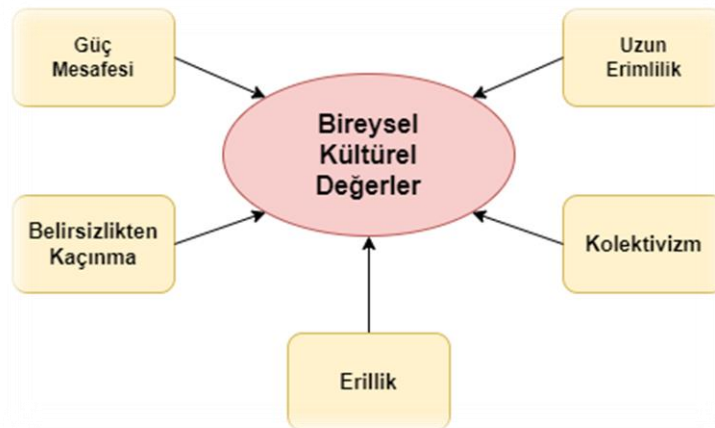 Güç
Mesafesi
Uzun
Erimlilik
Bireysel
Kültürel
Değerler
Belirsizlikten
Kaçınma
Kolektivizm
Erillik